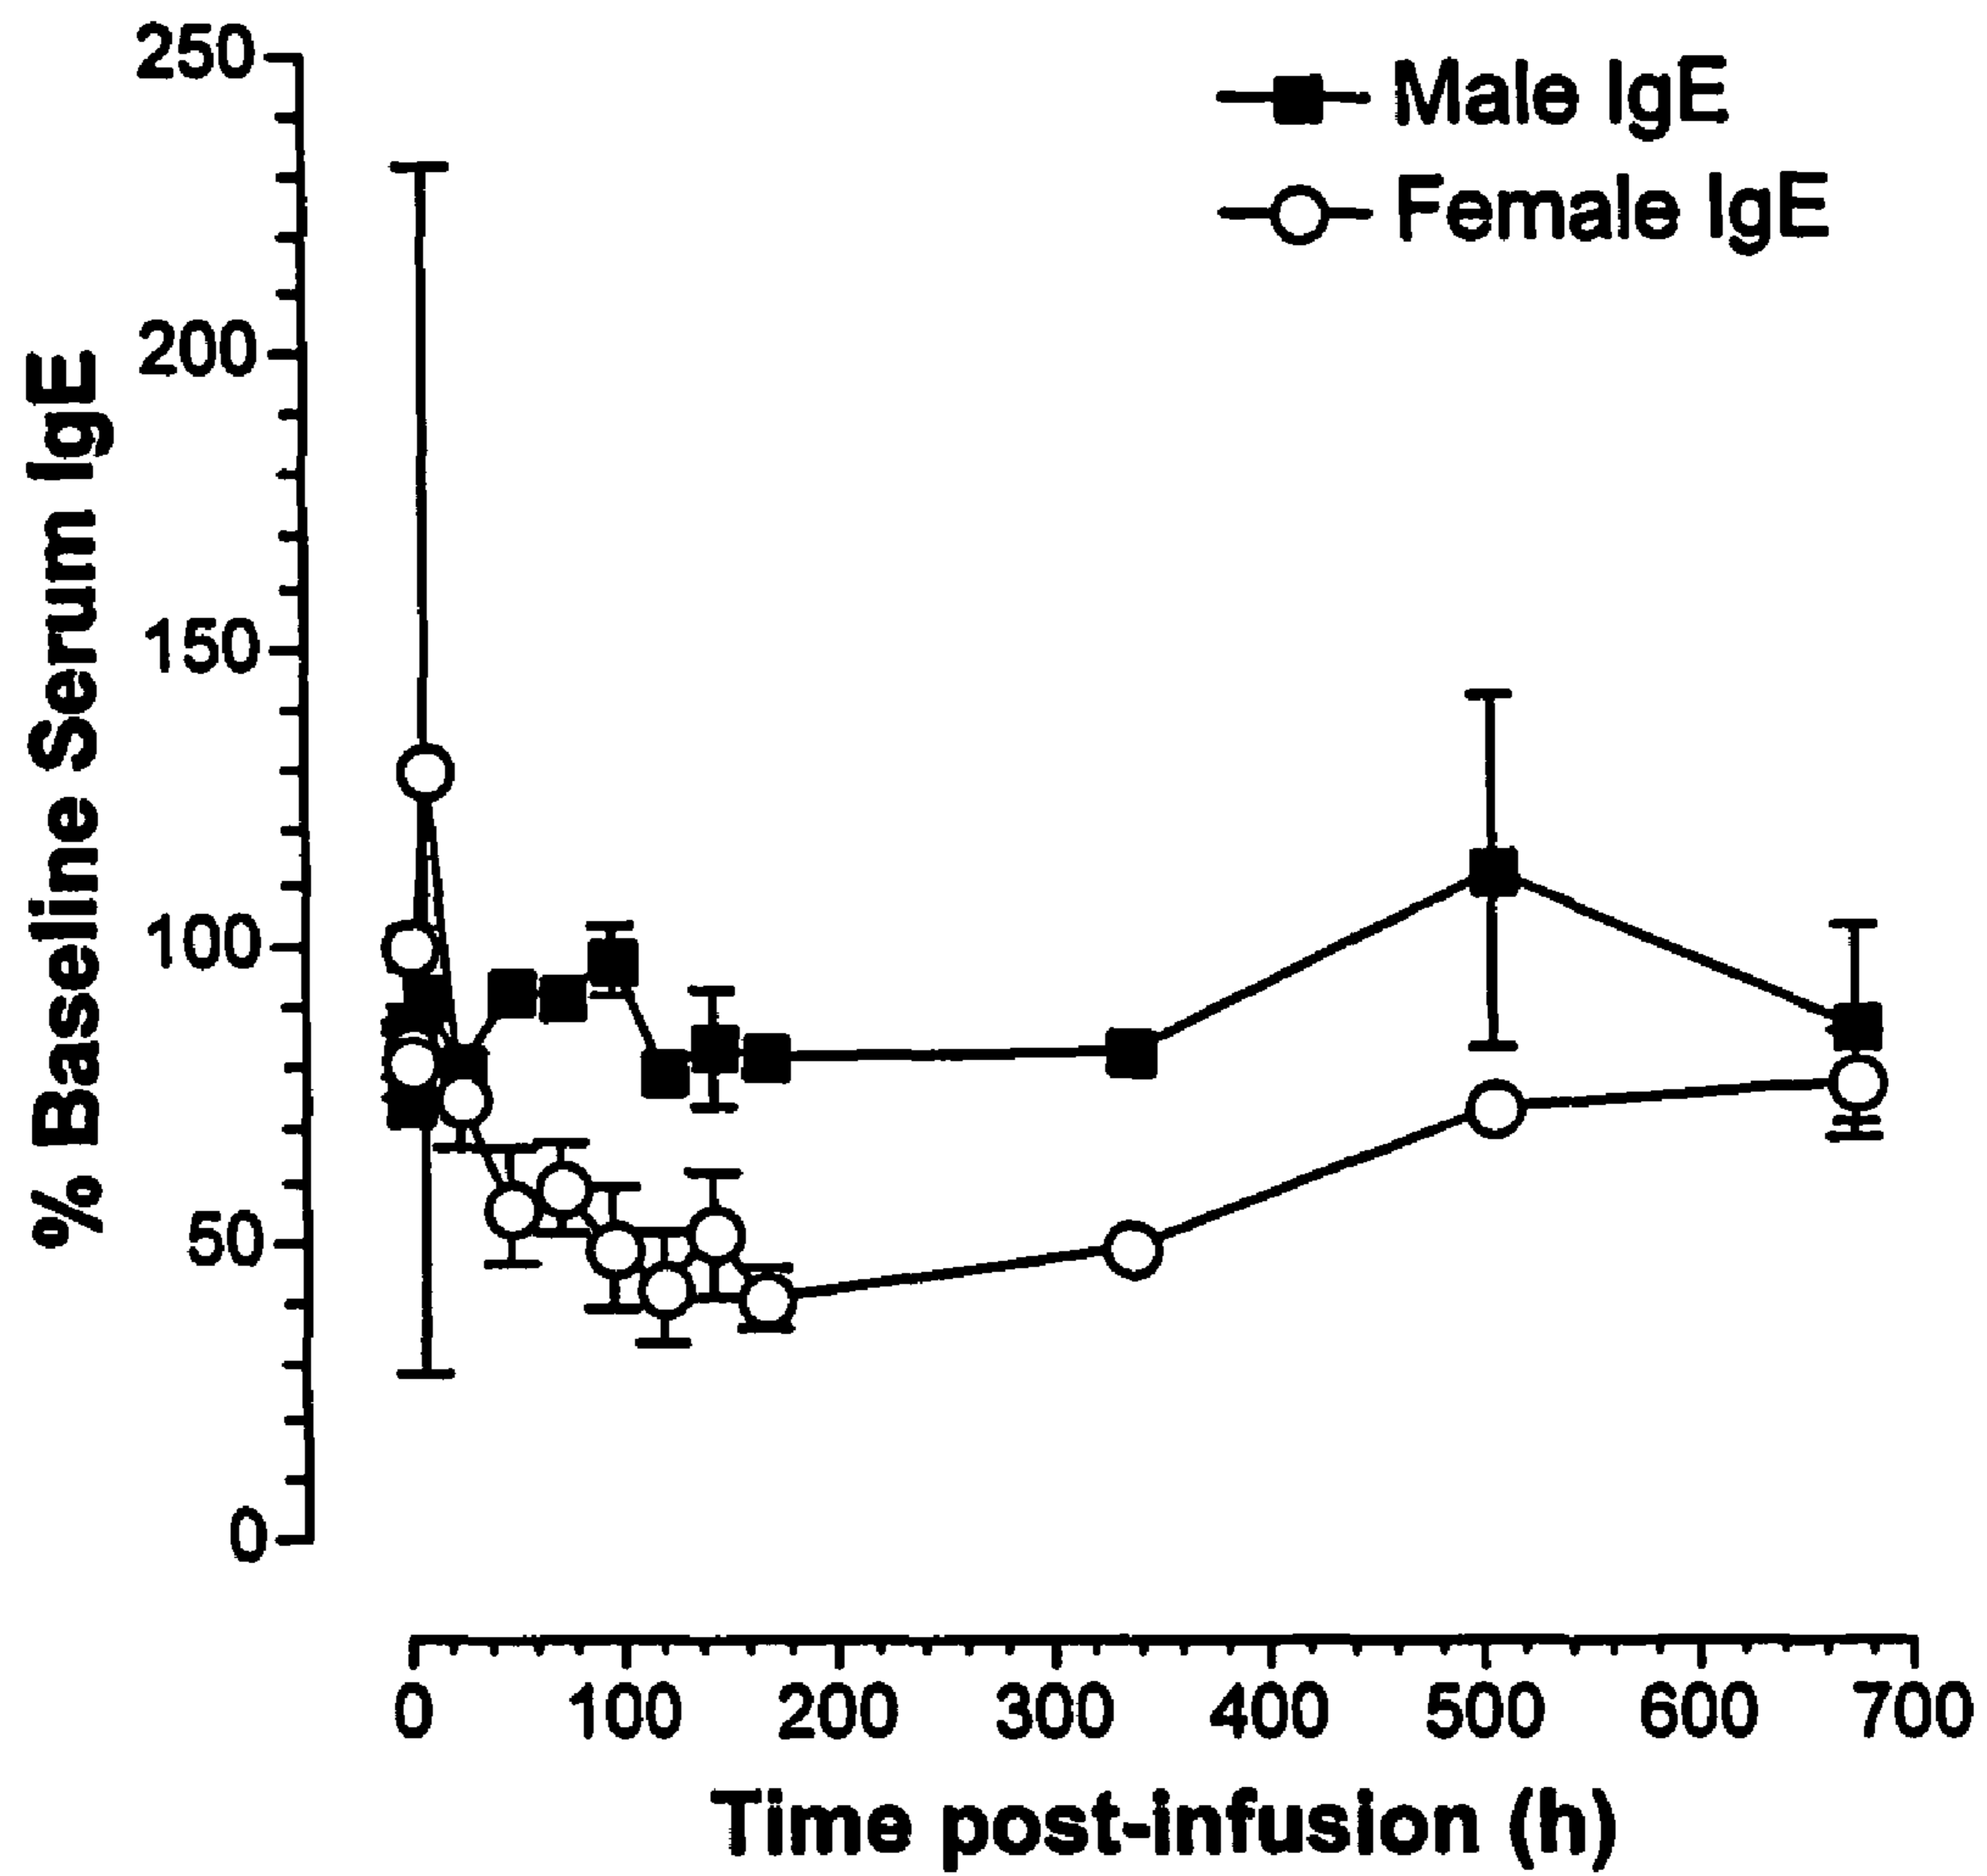 Male IgE
Female IgE
% Baseline Serum IgE
250
200
150
100
50
0
0 100 200 300 400 500 600 700
Time post-infusion (h)